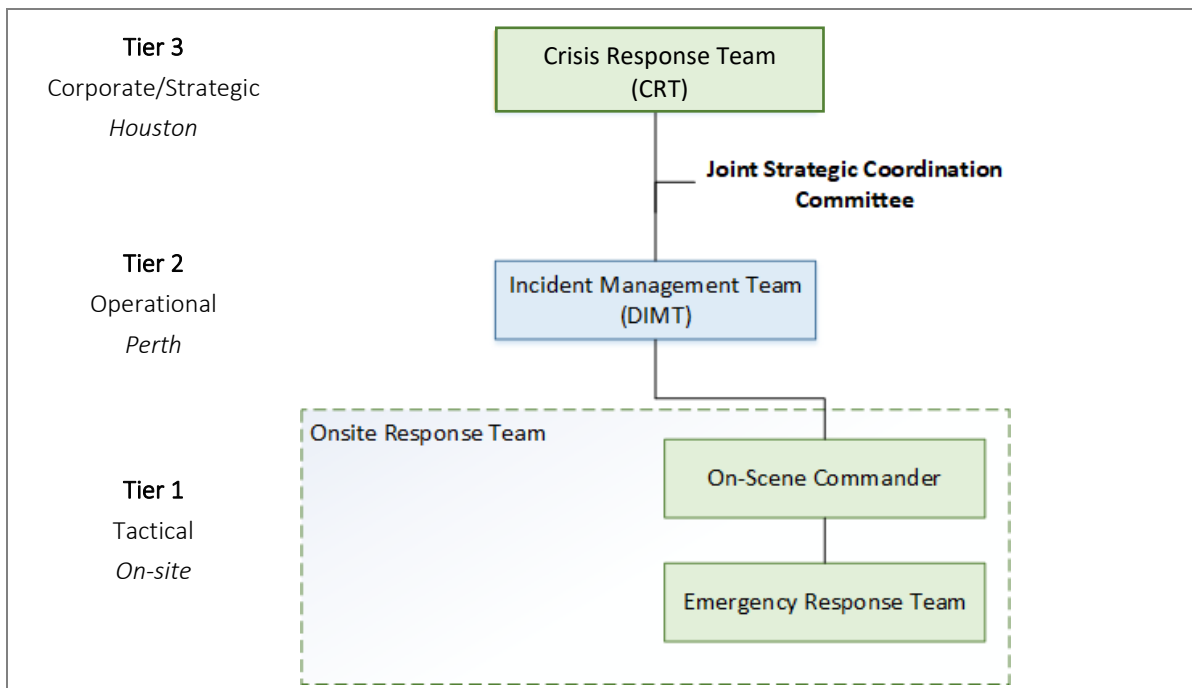 Tier 3
Corporate/Strategic
Houston
Crisis Response Team
(CRT)
Joint Strategic Coordination
Committee
Tier 2
Operational
Perth
Incident Management Team
(DIMT)
Onsite Response Team
Tier 1
Tactical
On-site
On-Scene Commander
Emergency Response Team